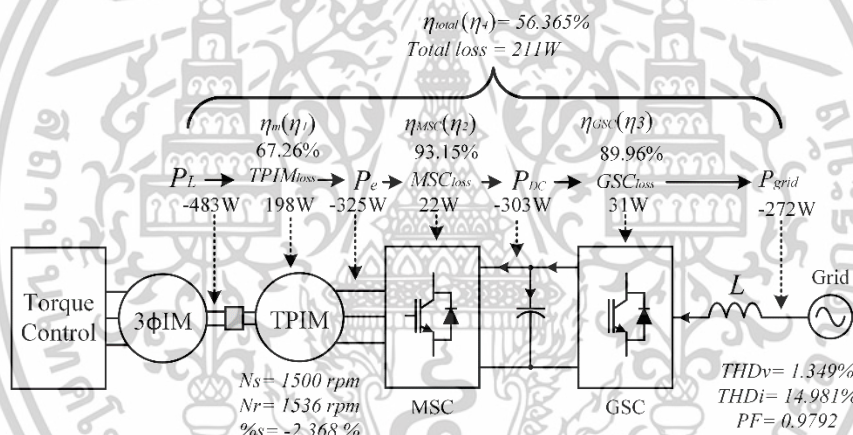 ηtotal(η4)= 56.365%
Total loss = 211W
ηm(η1) ηMSC(η2) ηGSC(η3)
67.26% 93.15% 89.96%
PL TPIMloss Pe MSCloss PDC GSCloss Pgrid
-483W 198W -325W 22W -303W 31W -272W
Torque Control
3ϕIM
TPIM
L
Grid
Ns = 1500 rpm
Nr = 1536 rpm
%s = -2.368 %
MSC
GSC
THDv= 1.349%
THDi= 14.981%
PF= 0.9792